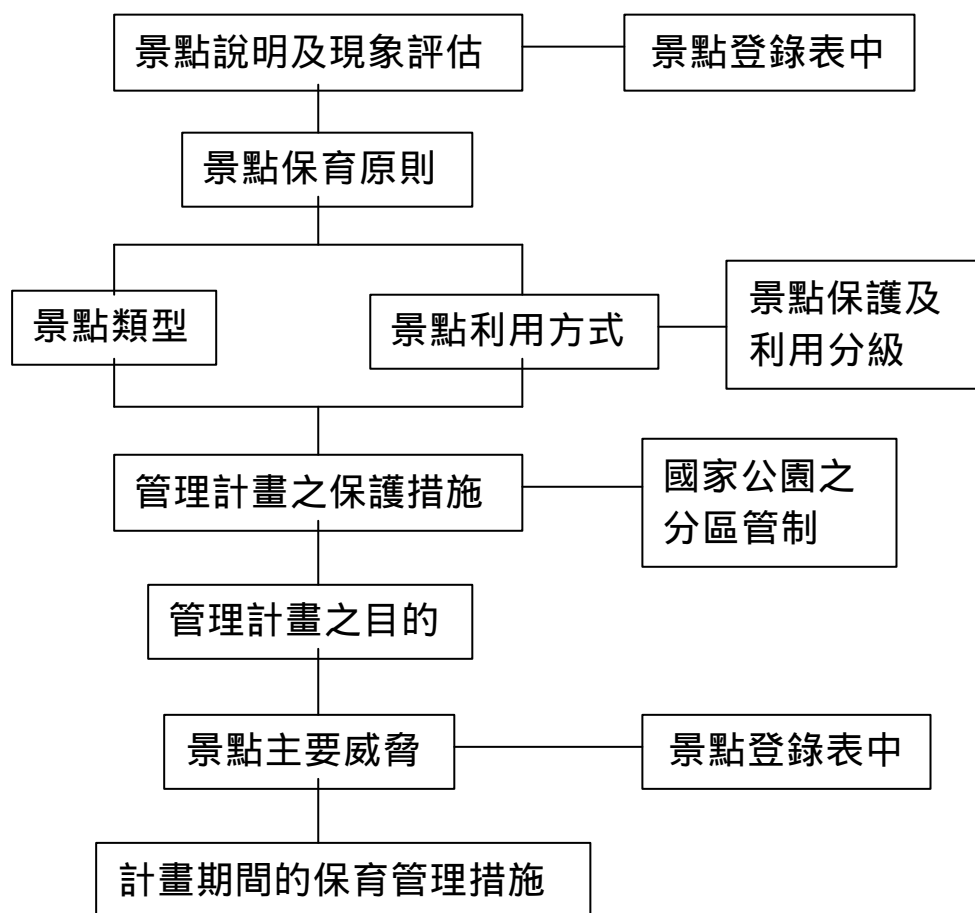 景點說明及現象評估
景點登錄表中
景點保育原則
景點類型
景點利用方式
景點保護及
利用分級
管理計畫之保護措施
國家公園之
分區管制
管理計畫之目的
景點主要威脅
景點登錄表中
計畫期間的保育管理措施